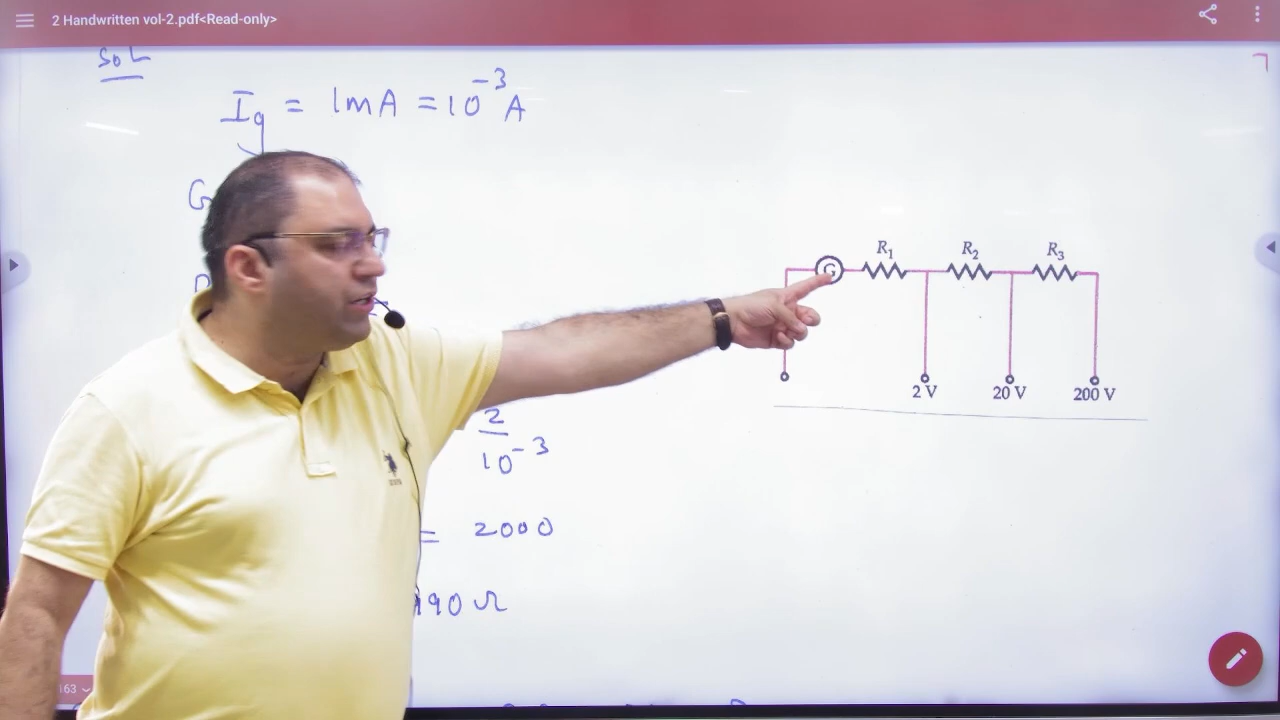 2 Handwritten vol-2.pdf<Read-only>
Sol
Ig = 1mA = 10⁻³ A
G
R₁ R₂ R₃
G
2 V 20 V 200 V
2
10⁻³
= 2000
90 Ω
163